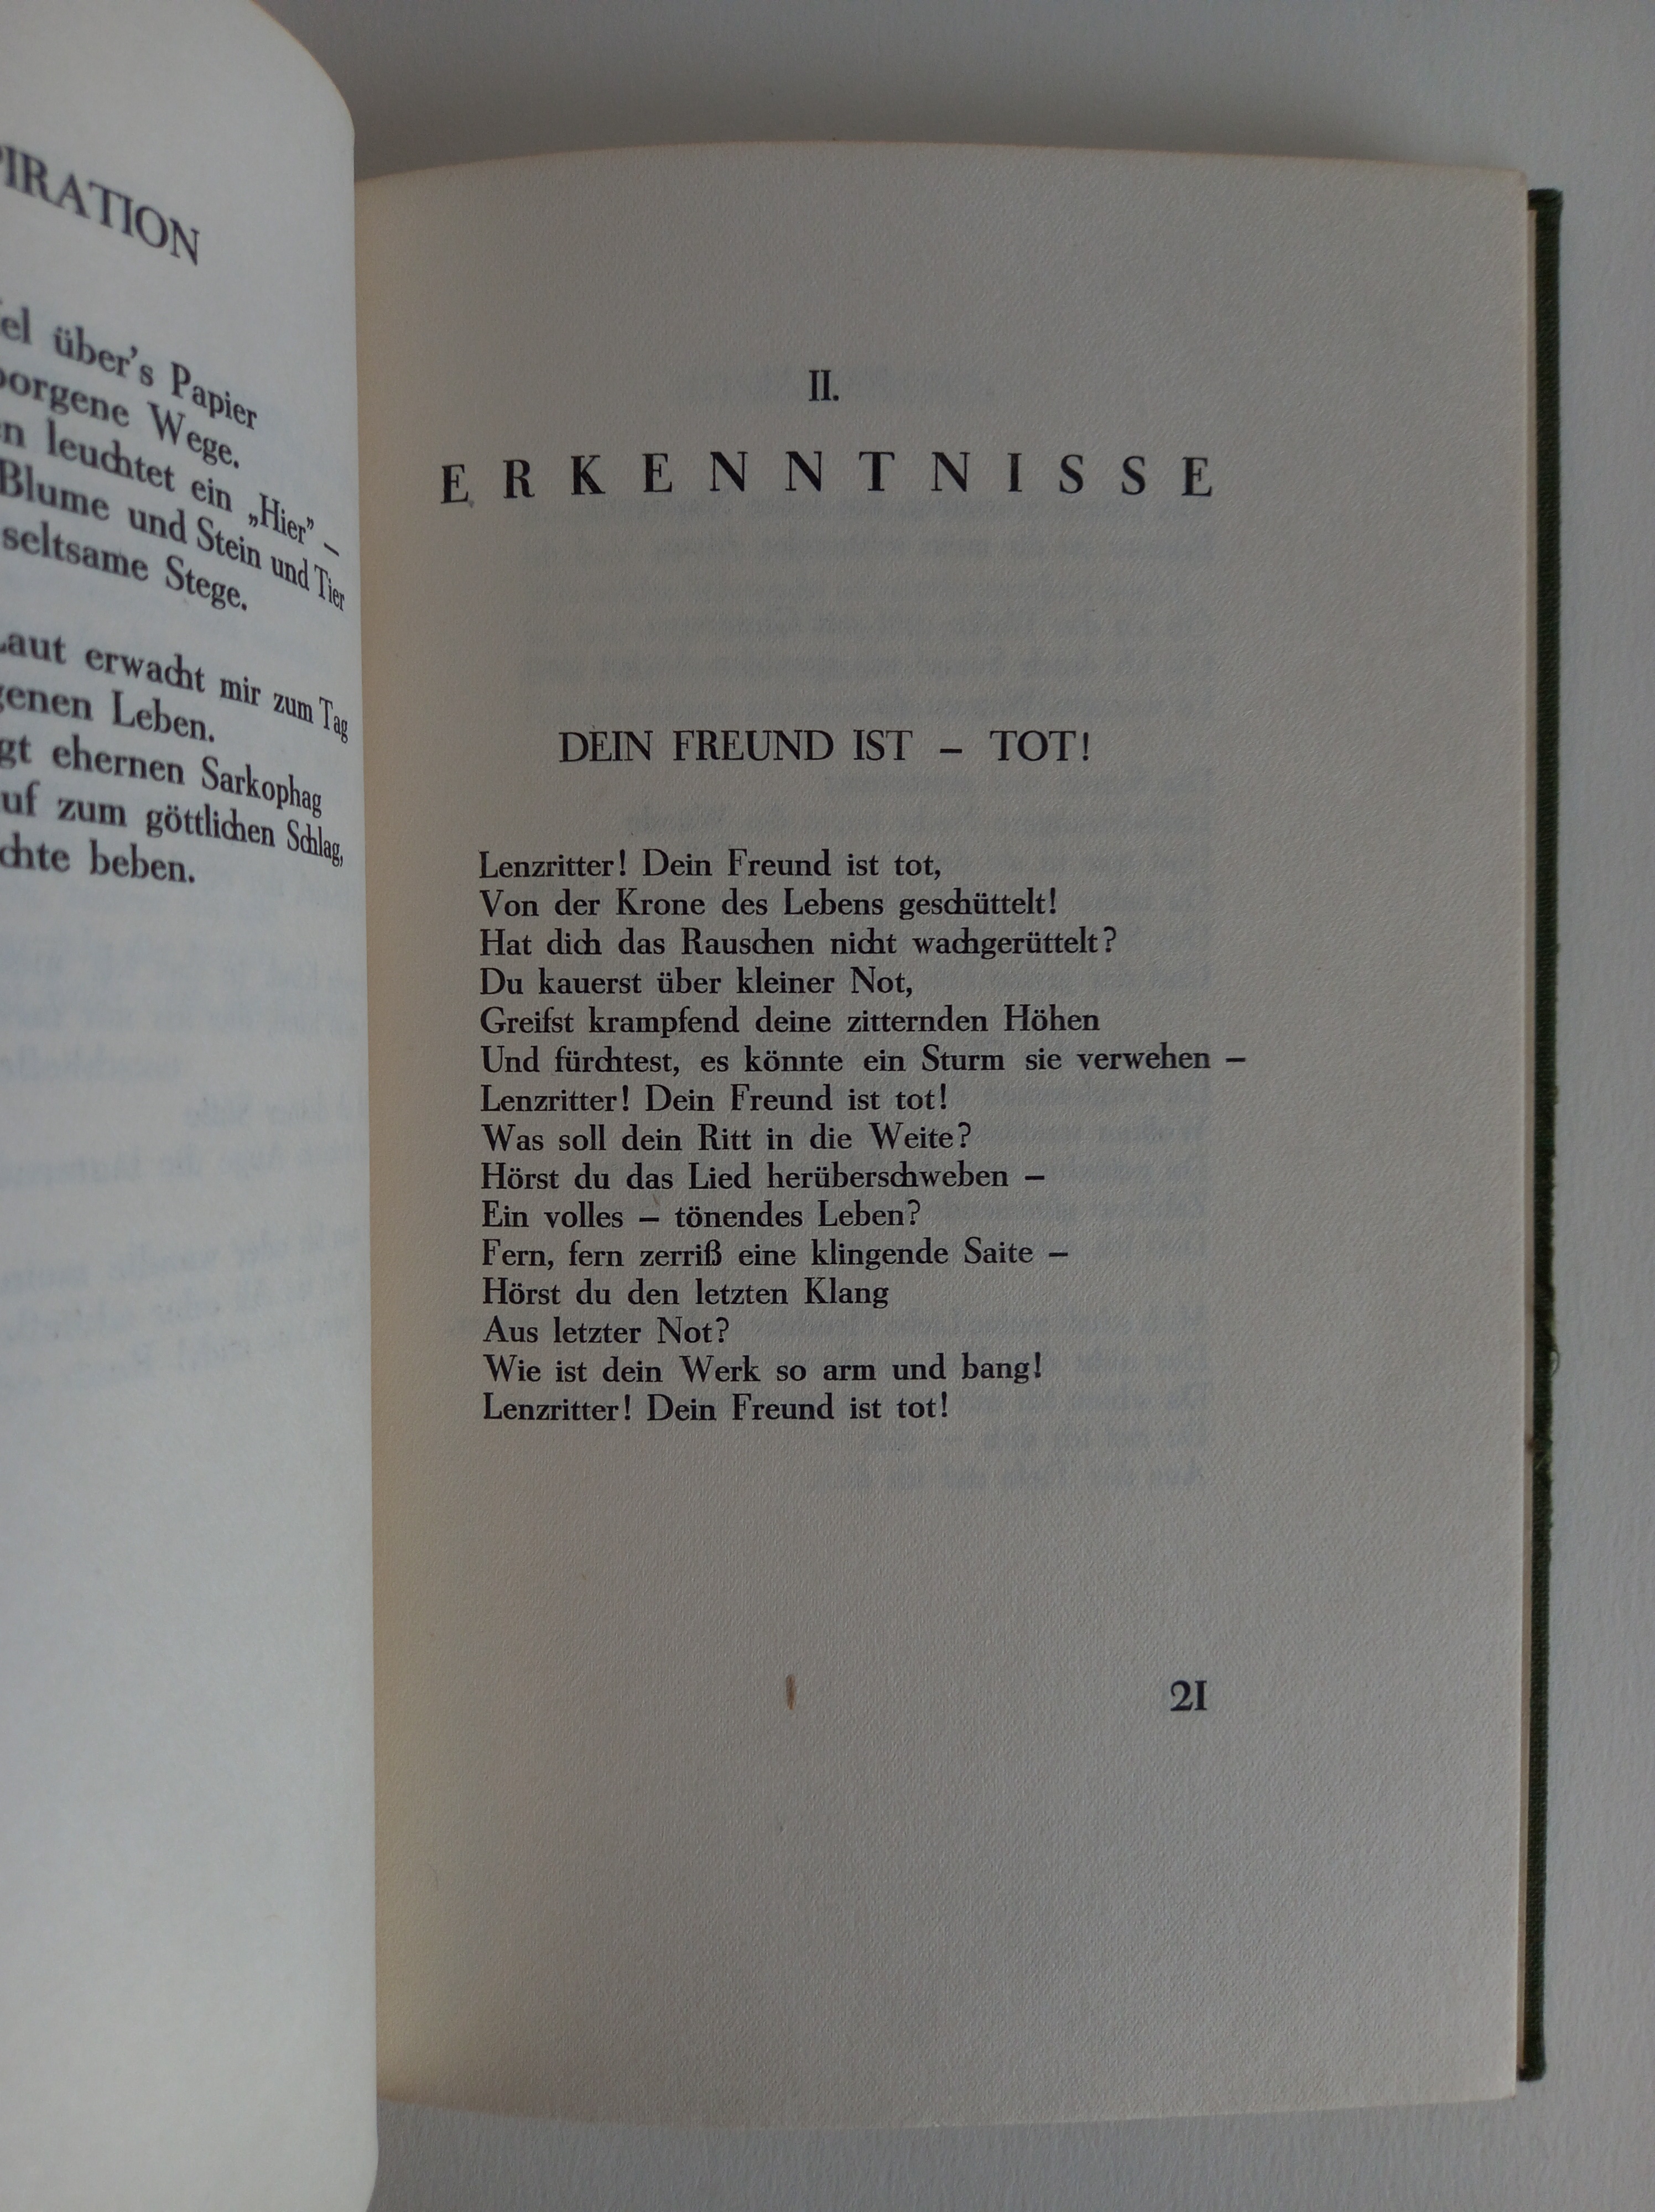 PIRATION
über's Papier
borgene Wege.
leuchtet ein „Hier” –
Blume und Stein und Tier
seltsame Stege.
Laut erwacht mir zum Tag
genen Leben.
gt ehernen Sarkophag
uf zum göttlichen Schlag,
chte beben.
II.
ERKENNTNISSE
DEIN FREUND IST – TOT!
Lenzritter! Dein Freund ist tot,
Von der Krone des Lebens geschüttelt!
Hat dich das Rauschen nicht wachgerüttelt?
Du kauerst über kleiner Not,
Greifst krampfend deine zitternden Höhen
Und fürchtest, es könnte ein Sturm sie verwehen –
Lenzritter! Dein Freund ist tot!
Was soll dein Ritt in die Weite?
Hörst du das Lied herüberschweben –
Ein volles – tönendes Leben?
Fern, fern zerriß eine klingende Saite –
Hörst du den letzten Klang
Aus letzter Not?
Wie ist dein Werk so arm und bang!
Lenzritter! Dein Freund ist tot!
21